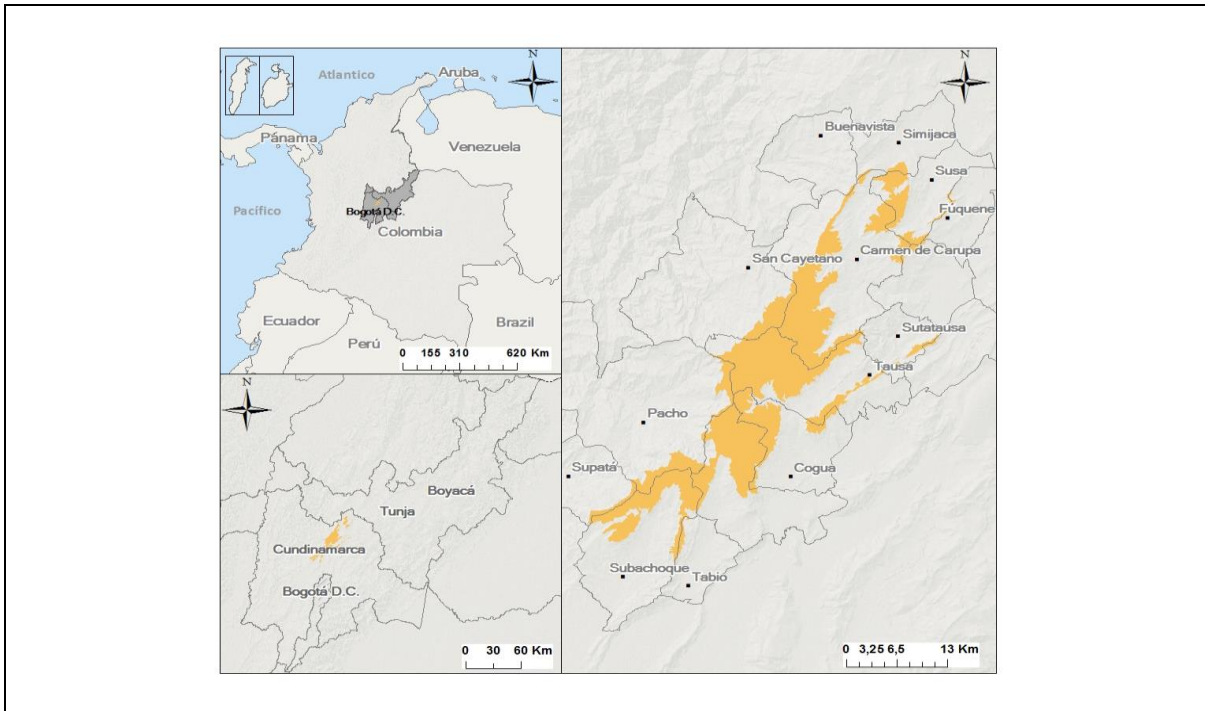 N
Atlantico
Aruba
Pánama
Venezuela
Pacífico
Bogotá D.C.
Colombia
Ecuador
Brazil
Perú
0 155 310 620 Km
N
Boyacá
Tunja
Cundinamarca
Bogotá D.C.
0 30 60 Km
N
Buenavista
Simijaca
Susa
Fúquene
Carmen de Carupa
San Cayetano
Sutatausa
Tausa
Pacho
Cogua
Supatá
Subachoque
Tabio
0 3,25 6,5 13 Km